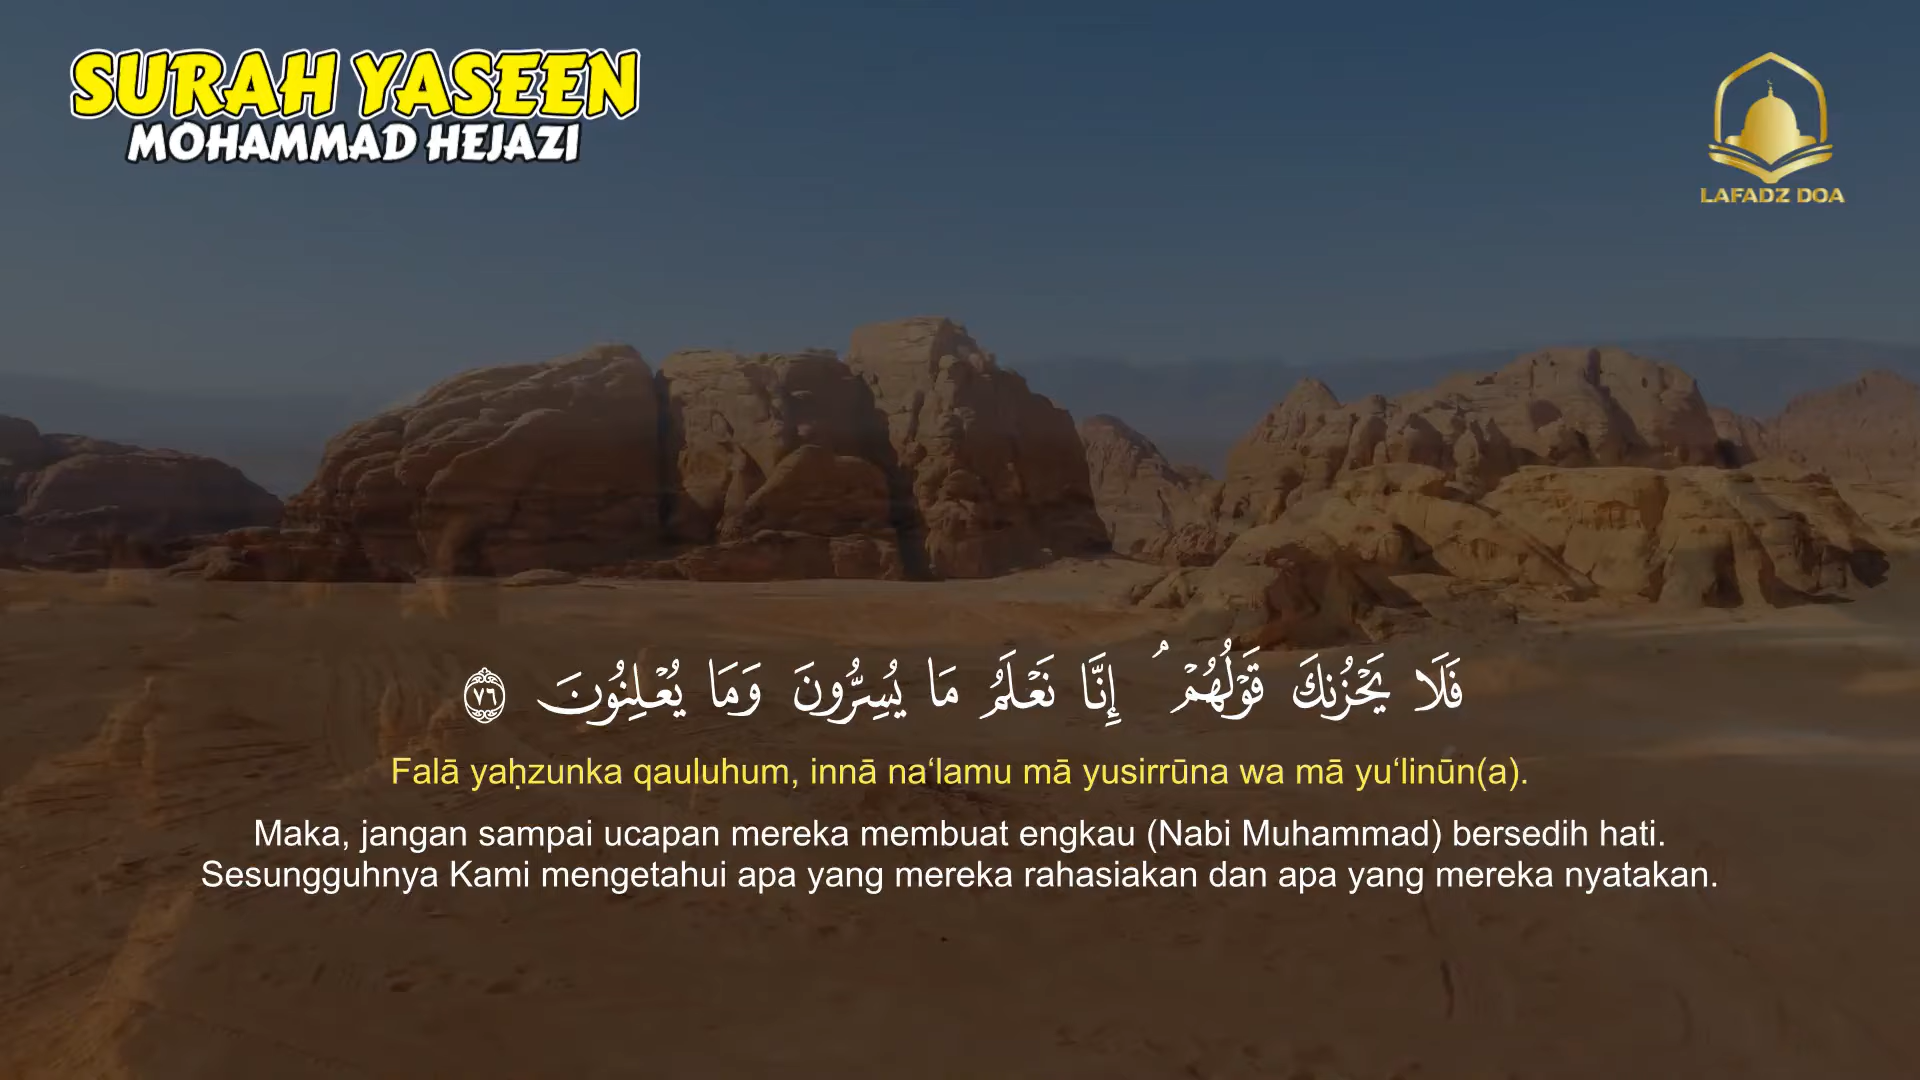 SURAH YASEEN
MOHAMMAD HEJAZI
LAFADZ DOA
فَلَا يَحْزُنكَ قَوْلُهُمْ ۘ إِنَّا نَعْلَمُ مَا يُسِرُّونَ وَمَا يُعْلِنُونَ ٧٦
Falā yaḥzunka qauluhum, innā na‘lamu mā yusirrūna wa mā yu‘linūn(a).
Maka, jangan sampai ucapan mereka membuat engkau (Nabi Muhammad) bersedih hati.
Sesungguhnya Kami mengetahui apa yang mereka rahasiakan dan apa yang mereka nyatakan.